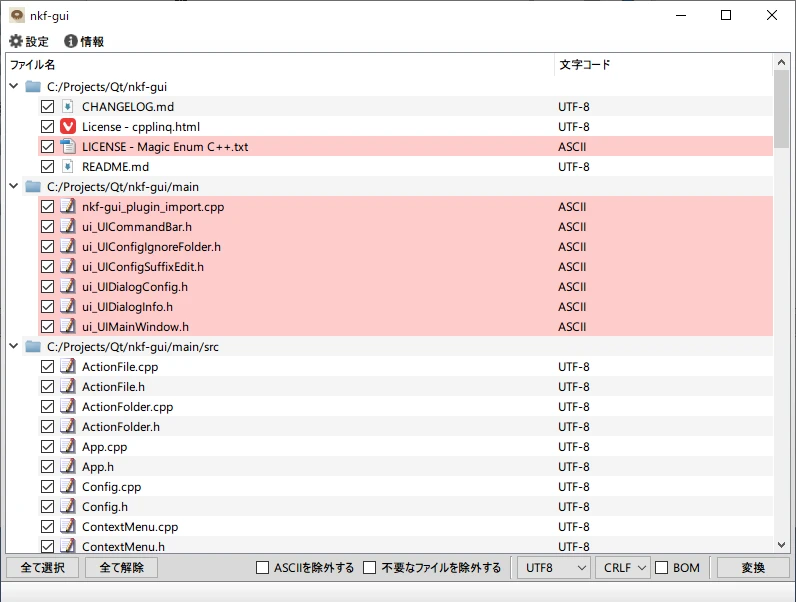 nkf-gui
設定 情報
ファイル名 文字コード
C:/Projects/Qt/nkf-gui
CHANGELOG.md UTF-8
License - cpplinq.html UTF-8
LICENSE - Magic Enum C++.txt ASCII
README.md UTF-8
C:/Projects/Qt/nkf-gui/main
nkf-gui_plugin_import.cpp ASCII
ui_UICommandBar.h ASCII
ui_UIConfigIgnoreFolder.h ASCII
ui_UIConfigSuffixEdit.h ASCII
ui_UIDialogConfig.h ASCII
ui_UIDialogInfo.h ASCII
ui_UIMainWindow.h ASCII
C:/Projects/Qt/nkf-gui/main/src
ActionFile.cpp UTF-8
ActionFile.h UTF-8
ActionFolder.cpp UTF-8
ActionFolder.h UTF-8
App.cpp UTF-8
App.h UTF-8
Config.cpp UTF-8
Config.h UTF-8
ContextMenu.cpp UTF-8
ContextMenu.h UTF-8
全て選択 全て解除 ASCIIを除外する 不要なファイルを除外する UTF8 CRLF BOM 変換